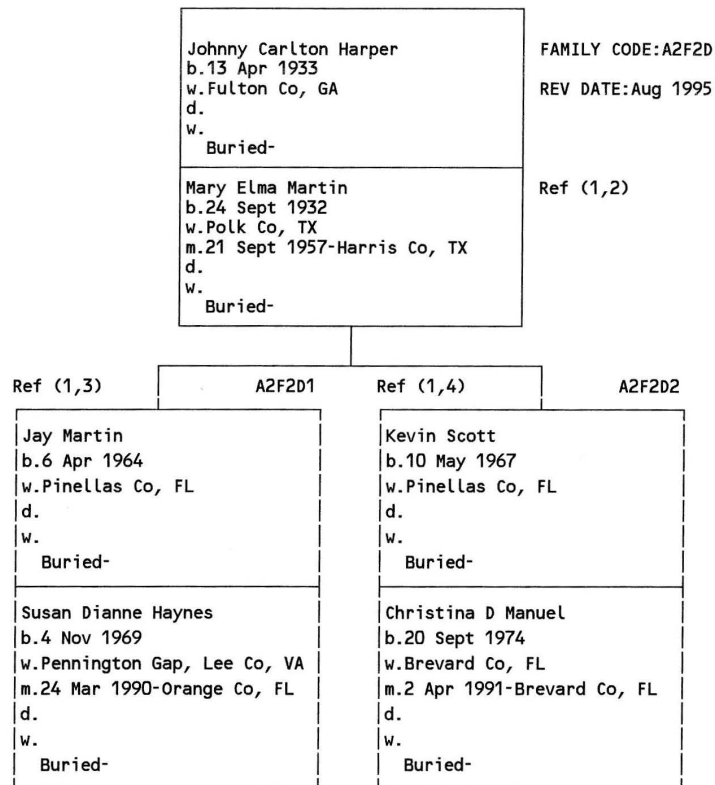 Johnny Carlton Harper
b.13 Apr 1933
w.Fulton Co, GA
d.
w.
Buried-
FAMILY CODE:A2F2D
REV DATE:Aug 1995
Mary Elma Martin
b.24 Sept 1932
w.Polk Co, TX
m.21 Sept 1957-Harris Co, TX
d.
w.
Buried-
Ref (1,2)
Ref (1,3) A2F2D1
Jay Martin
b.6 Apr 1964
w.Pinellas Co, FL
d.
w.
Buried-
Susan Dianne Haynes
b.4 Nov 1969
w.Pennington Gap, Lee Co, VA
m.24 Mar 1990-Orange Co, FL
d.
w.
Buried-
Ref (1,4) A2F2D2
Kevin Scott
b.10 May 1967
w.Pinellas Co, FL
d.
w.
Buried-
Christina D Manuel
b.20 Sept 1974
w.Brevard Co, FL
m.2 Apr 1991-Brevard Co, FL
d.
w.
Buried-